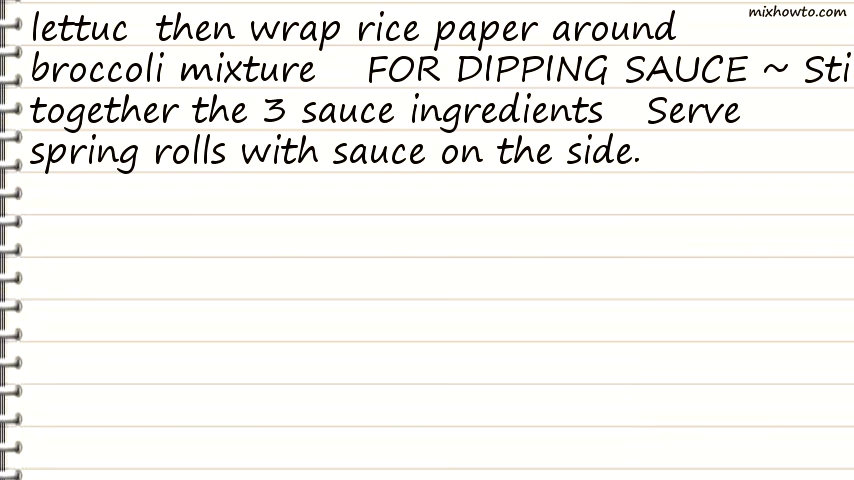 mixhowto.com
lettuc then wrap rice paper around
broccoli mixture FOR DIPPING SAUCE ~ Sti
together the 3 sauce ingredients Serve
spring rolls with sauce on the side.